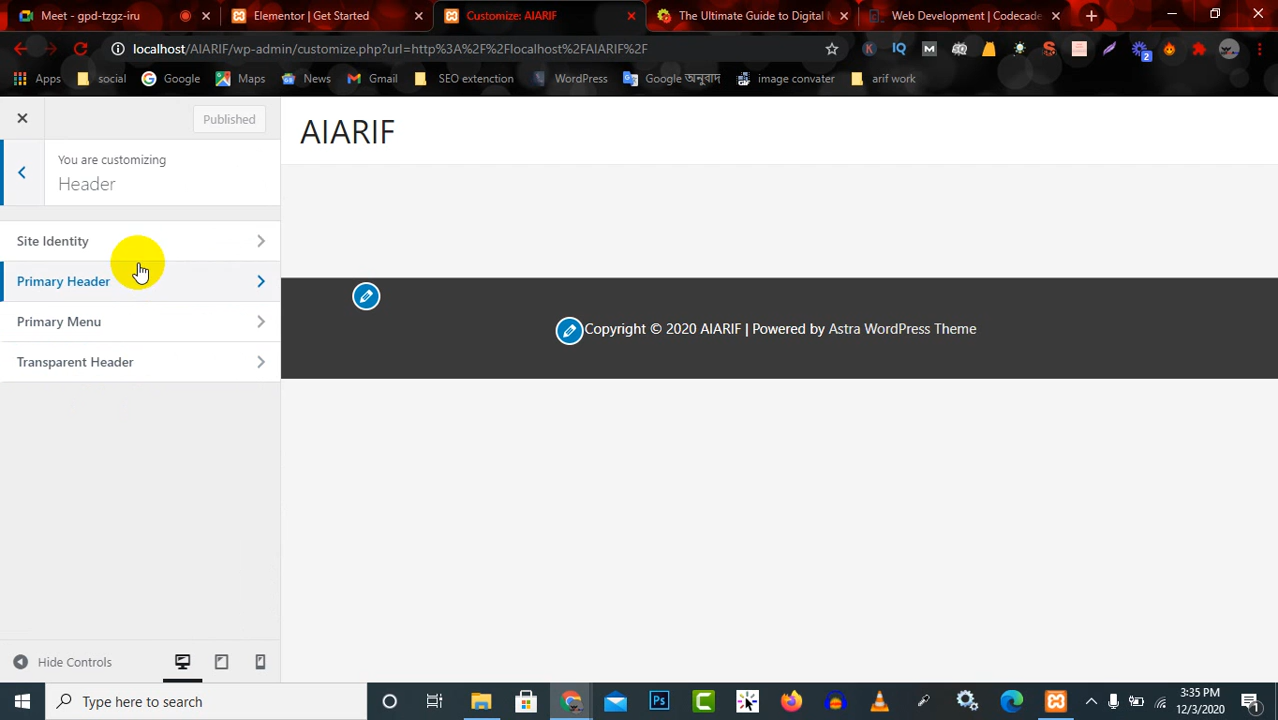 Meet - gpd-tzgz-iru
Elementor | Get Started
Customize: AIARIF
The Ultimate Guide to Digital
Web Development | Codecade
localhost/AIARIF/wp-admin/customize.php?url=http%3A%2F%2Flocalhost%2FAIARIF%2F
Apps
social
Google
Maps
News
Gmail
SEO extenction
WordPress
Google অনুবাদ
image convater
arif work
Published
AIARIF
You are customizing
Header
Site Identity
Primary Header
Primary Menu
Transparent Header
Copyright © 2020 AIARIF | Powered by Astra WordPress Theme
Hide Controls
Type here to search
3:35 PM
12/3/2020